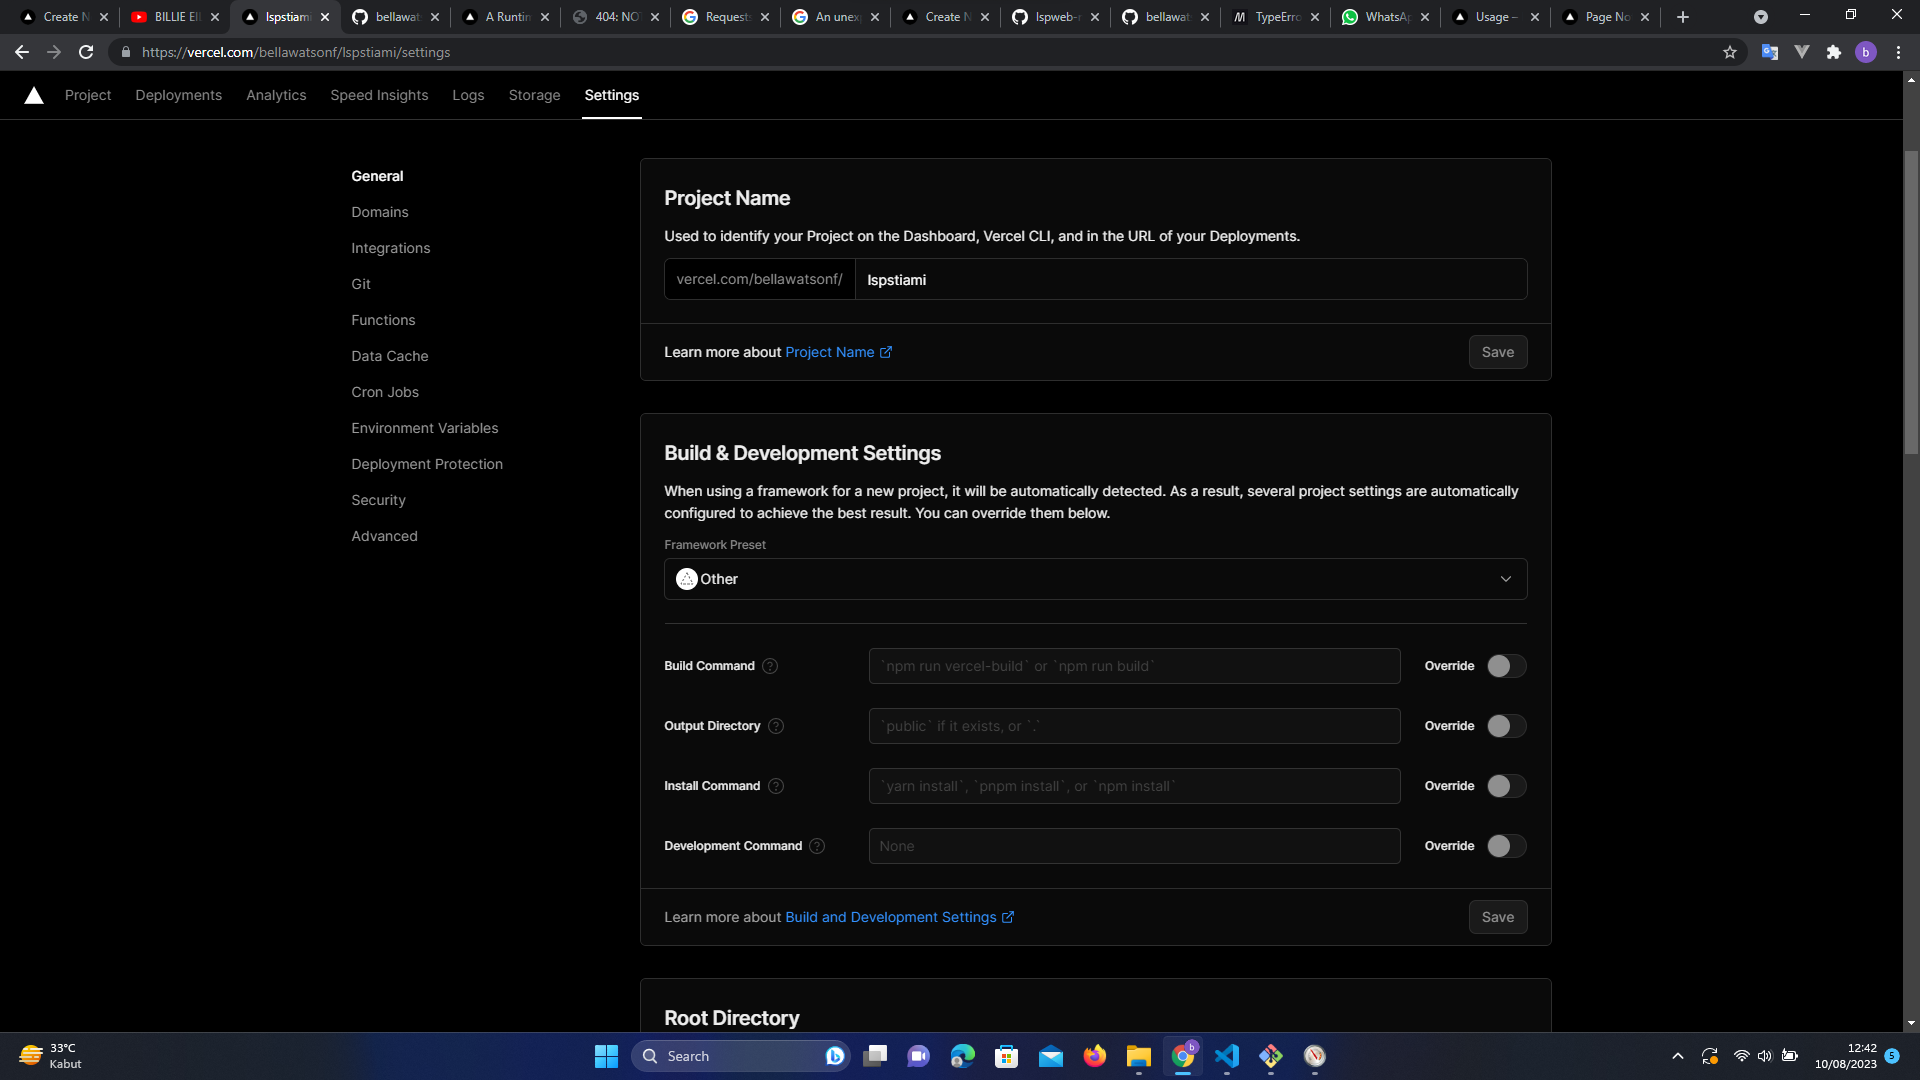 Create N
BILLIE EI
lspstiami
bellawat
A Runtin
404: NO
Requests
An unex
Create N
lspweb-
bellawat
TypeErro
WhatsAp
Usage –
Page No
https://vercel.com/bellawatsonf/lspstiami/settings
b
Project Deployments Analytics Speed Insights Logs Storage Settings
General
Domains
Integrations
Git
Functions
Data Cache
Cron Jobs
Environment Variables
Deployment Protection
Security
Advanced
Project Name
Used to identify your Project on the Dashboard, Vercel CLI, and in the URL of your Deployments.
vercel.com/bellawatsonf/ lspstiami
Learn more about Project Name
Save
Build & Development Settings
When using a framework for a new project, it will be automatically detected. As a result, several project settings are automatically
configured to achieve the best result. You can override them below.
Framework Preset
Other
Build Command ? `npm run vercel-build` or `npm run build` Override
Output Directory ? `public` if it exists, or `.` Override
Install Command ? `yarn install`, `pnpm install`, or `npm install` Override
Development Command ? None Override
Learn more about Build and Development Settings
Save
Root Directory
33°C
Kabut
Search
b
12:42
10/08/2023
5